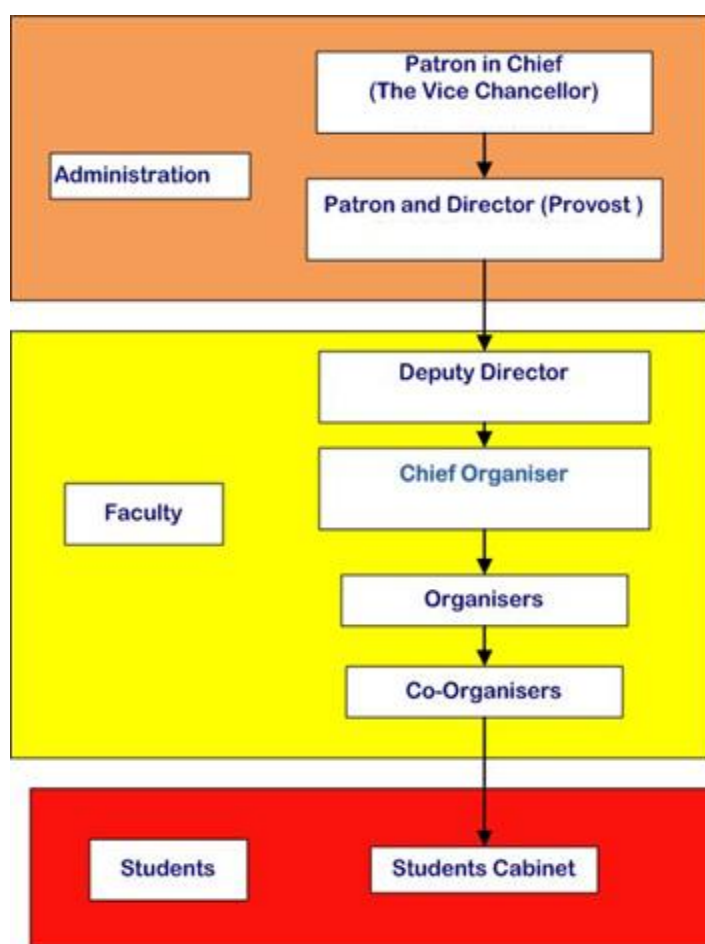 Patron in Chief
(The Vice Chancellor)
Administration
Patron and Director (Provost )
Deputy Director
Chief Organiser
Faculty
Organisers
Co-Organisers
Students
Students Cabinet